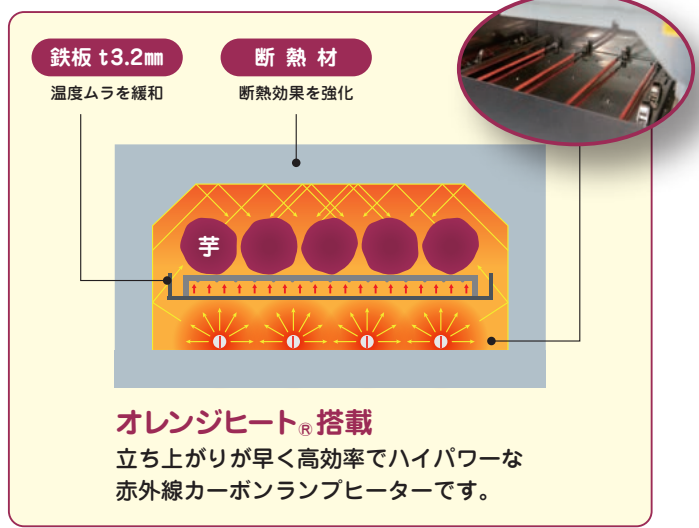 鉄板 t3.2㎜
温度ムラを緩和
断熱材
断熱効果を強化
芋
オレンジヒート®搭載
立ち上がりが早く高効率でハイパワーな
赤外線カーボンランプヒーターです。